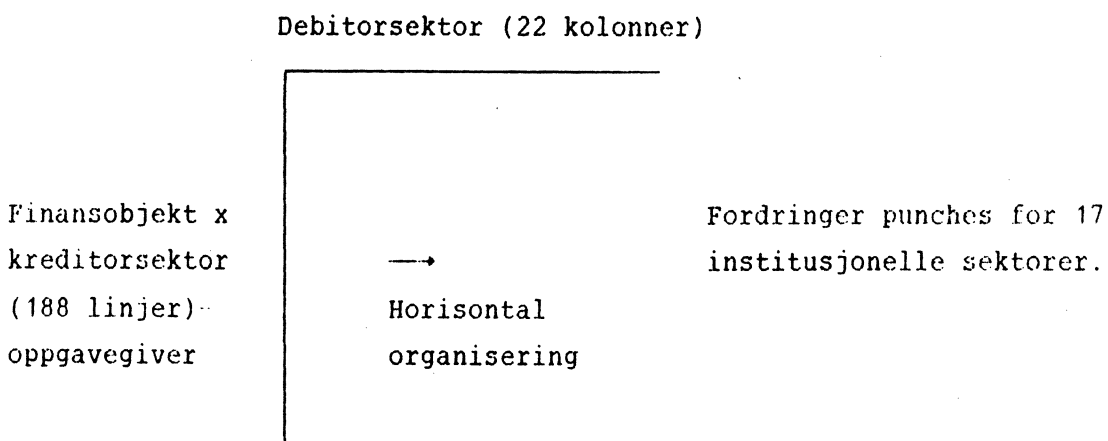 Debitorsektor (22 kolonner)
Finansobjekt x
kreditorsektor
(188 linjer)
oppgavegiver
Horisontal
organisering
Fordringer punches for 17
institusjonelle sektorer.